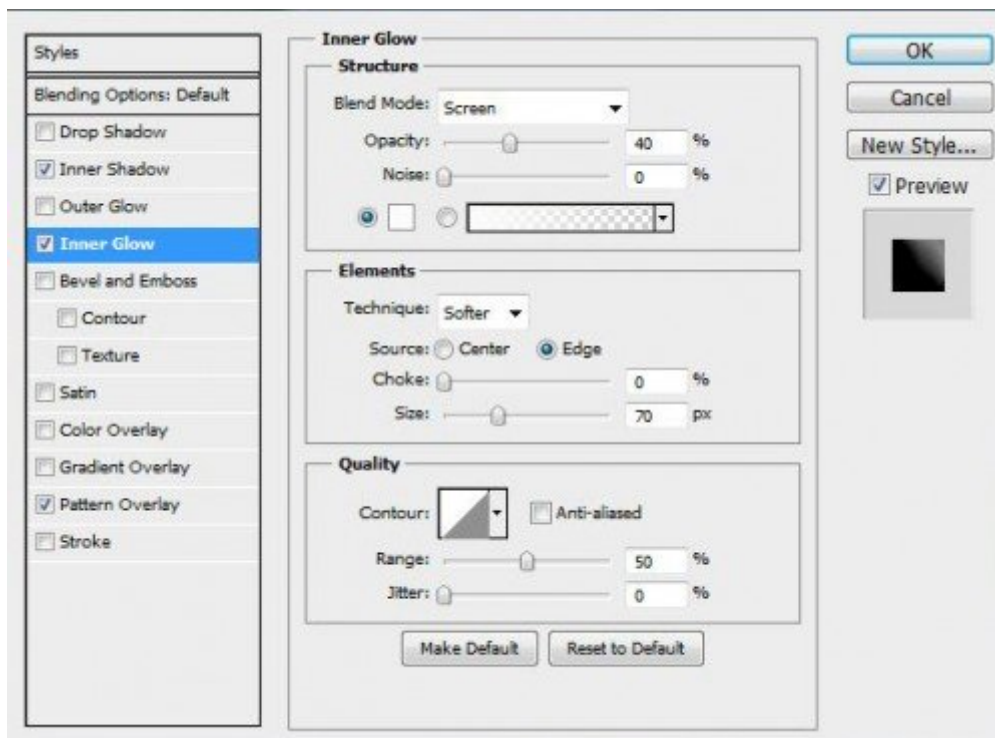 Styles
Blending Options: Default
Drop Shadow
Inner Shadow
Outer Glow
Inner Glow
Bevel and Emboss
Contour
Texture
Satin
Color Overlay
Gradient Overlay
Pattern Overlay
Stroke
Inner Glow
Structure
Blend Mode: Screen
Opacity: 40 %
Noise: 0 %
Elements
Technique: Softer
Source: Center Edge
Choke: 0 %
Size: 70 px
Quality
Contour: Anti-aliased
Range: 50 %
Jitter: 0 %
Make Default Reset to Default
OK
Cancel
New Style...
Preview